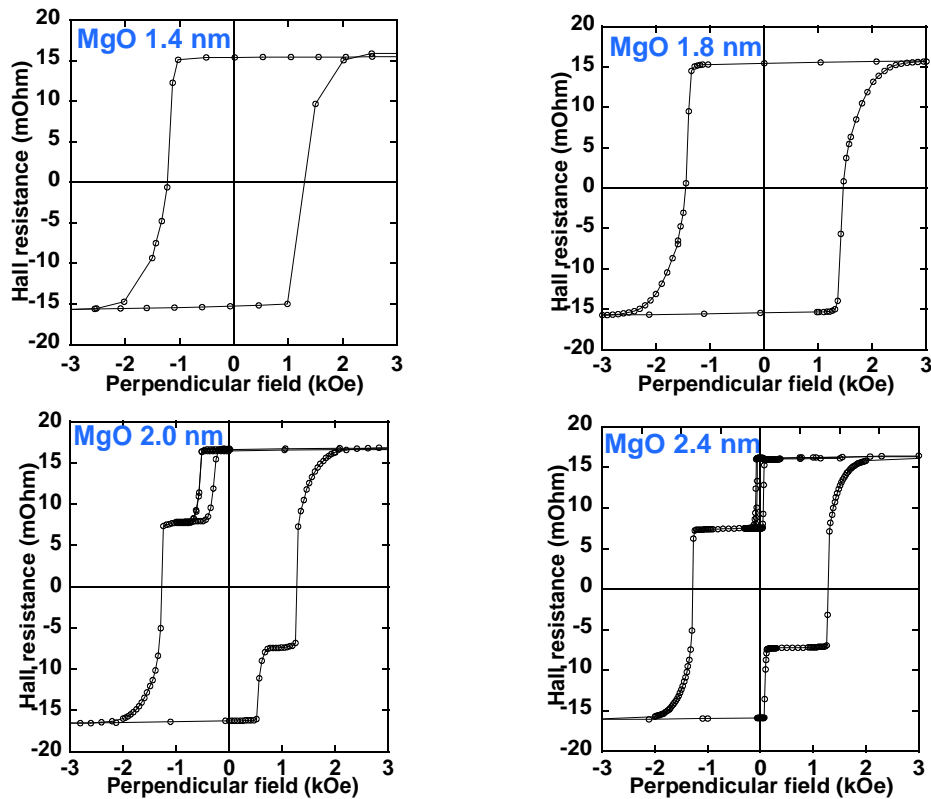 MgO 1.4 nm
20
15
10
5
0
-5
-10
-15
-20
Hall resistance (mOhm)
-3 -2 -1 0 1 2 3
Perpendicular field (kOe)
MgO 1.8 nm
20
15
10
5
0
-5
-10
-15
-20
Hall resistance (mOhm)
-3 -2 -1 0 1 2 3
Perpendicular field (kOe)
MgO 2.0 nm
20
15
10
5
0
-5
-10
-15
-20
Hall resistance (mOhm)
-3 -2 -1 0 1 2 3
Perpendicular field (kOe)
MgO 2.4 nm
20
15
10
5
0
-5
-10
-15
-20
Hall resistance (mOhm)
-3 -2 -1 0 1 2 3
Perpendicular field (kOe)